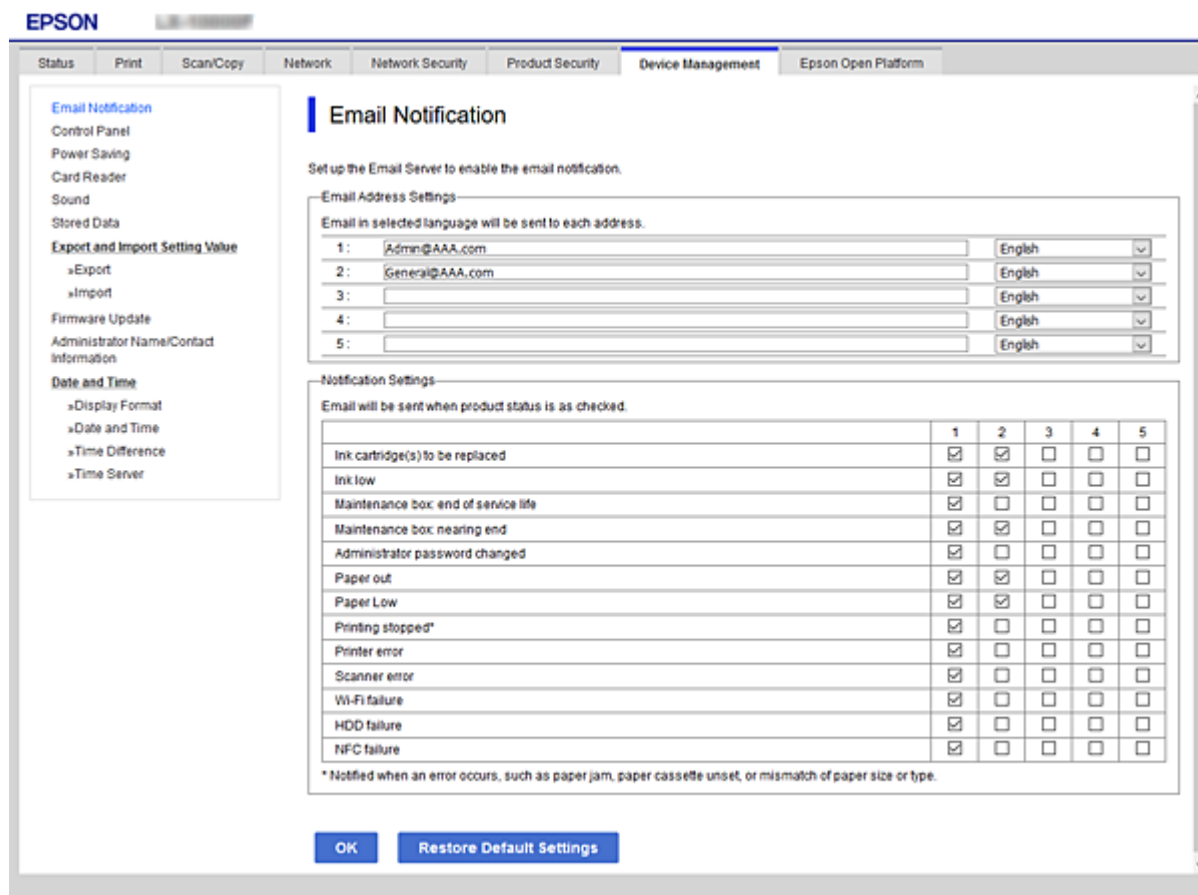 EPSON
Status Print Scan/Copy Network Network Security Product Security Device Management Epson Open Platform
Email Notification
Control Panel
Power Saving
Card Reader
Sound
Stored Data
Export and Import Setting Value
»Export
»Import
Firmware Update
Administrator Name/Contact
Information
Date and Time
»Display Format
»Date and Time
»Time Difference
»Time Server
Email Notification
Set up the Email Server to enable the email notification.
Email Address Settings
Email in selected language will be sent to each address.
1 : Admin@AAA.com English
2 : General@AAA.com English
3 : English
4 : English
5 : English
Notification Settings
Email will be sent when product status is as checked.
1 2 3 4 5
Ink cartridge(s) to be replaced
Ink low
Maintenance box: end of service life
Maintenance box: nearing end
Administrator password changed
Paper out
Paper Low
Printing stopped*
Printer error
Scanner error
Wi-Fi failure
HDD failure
NFC failure
* Notified when an error occurs, such as paper jam, paper cassette unset, or mismatch of paper size or type.
OK Restore Default Settings